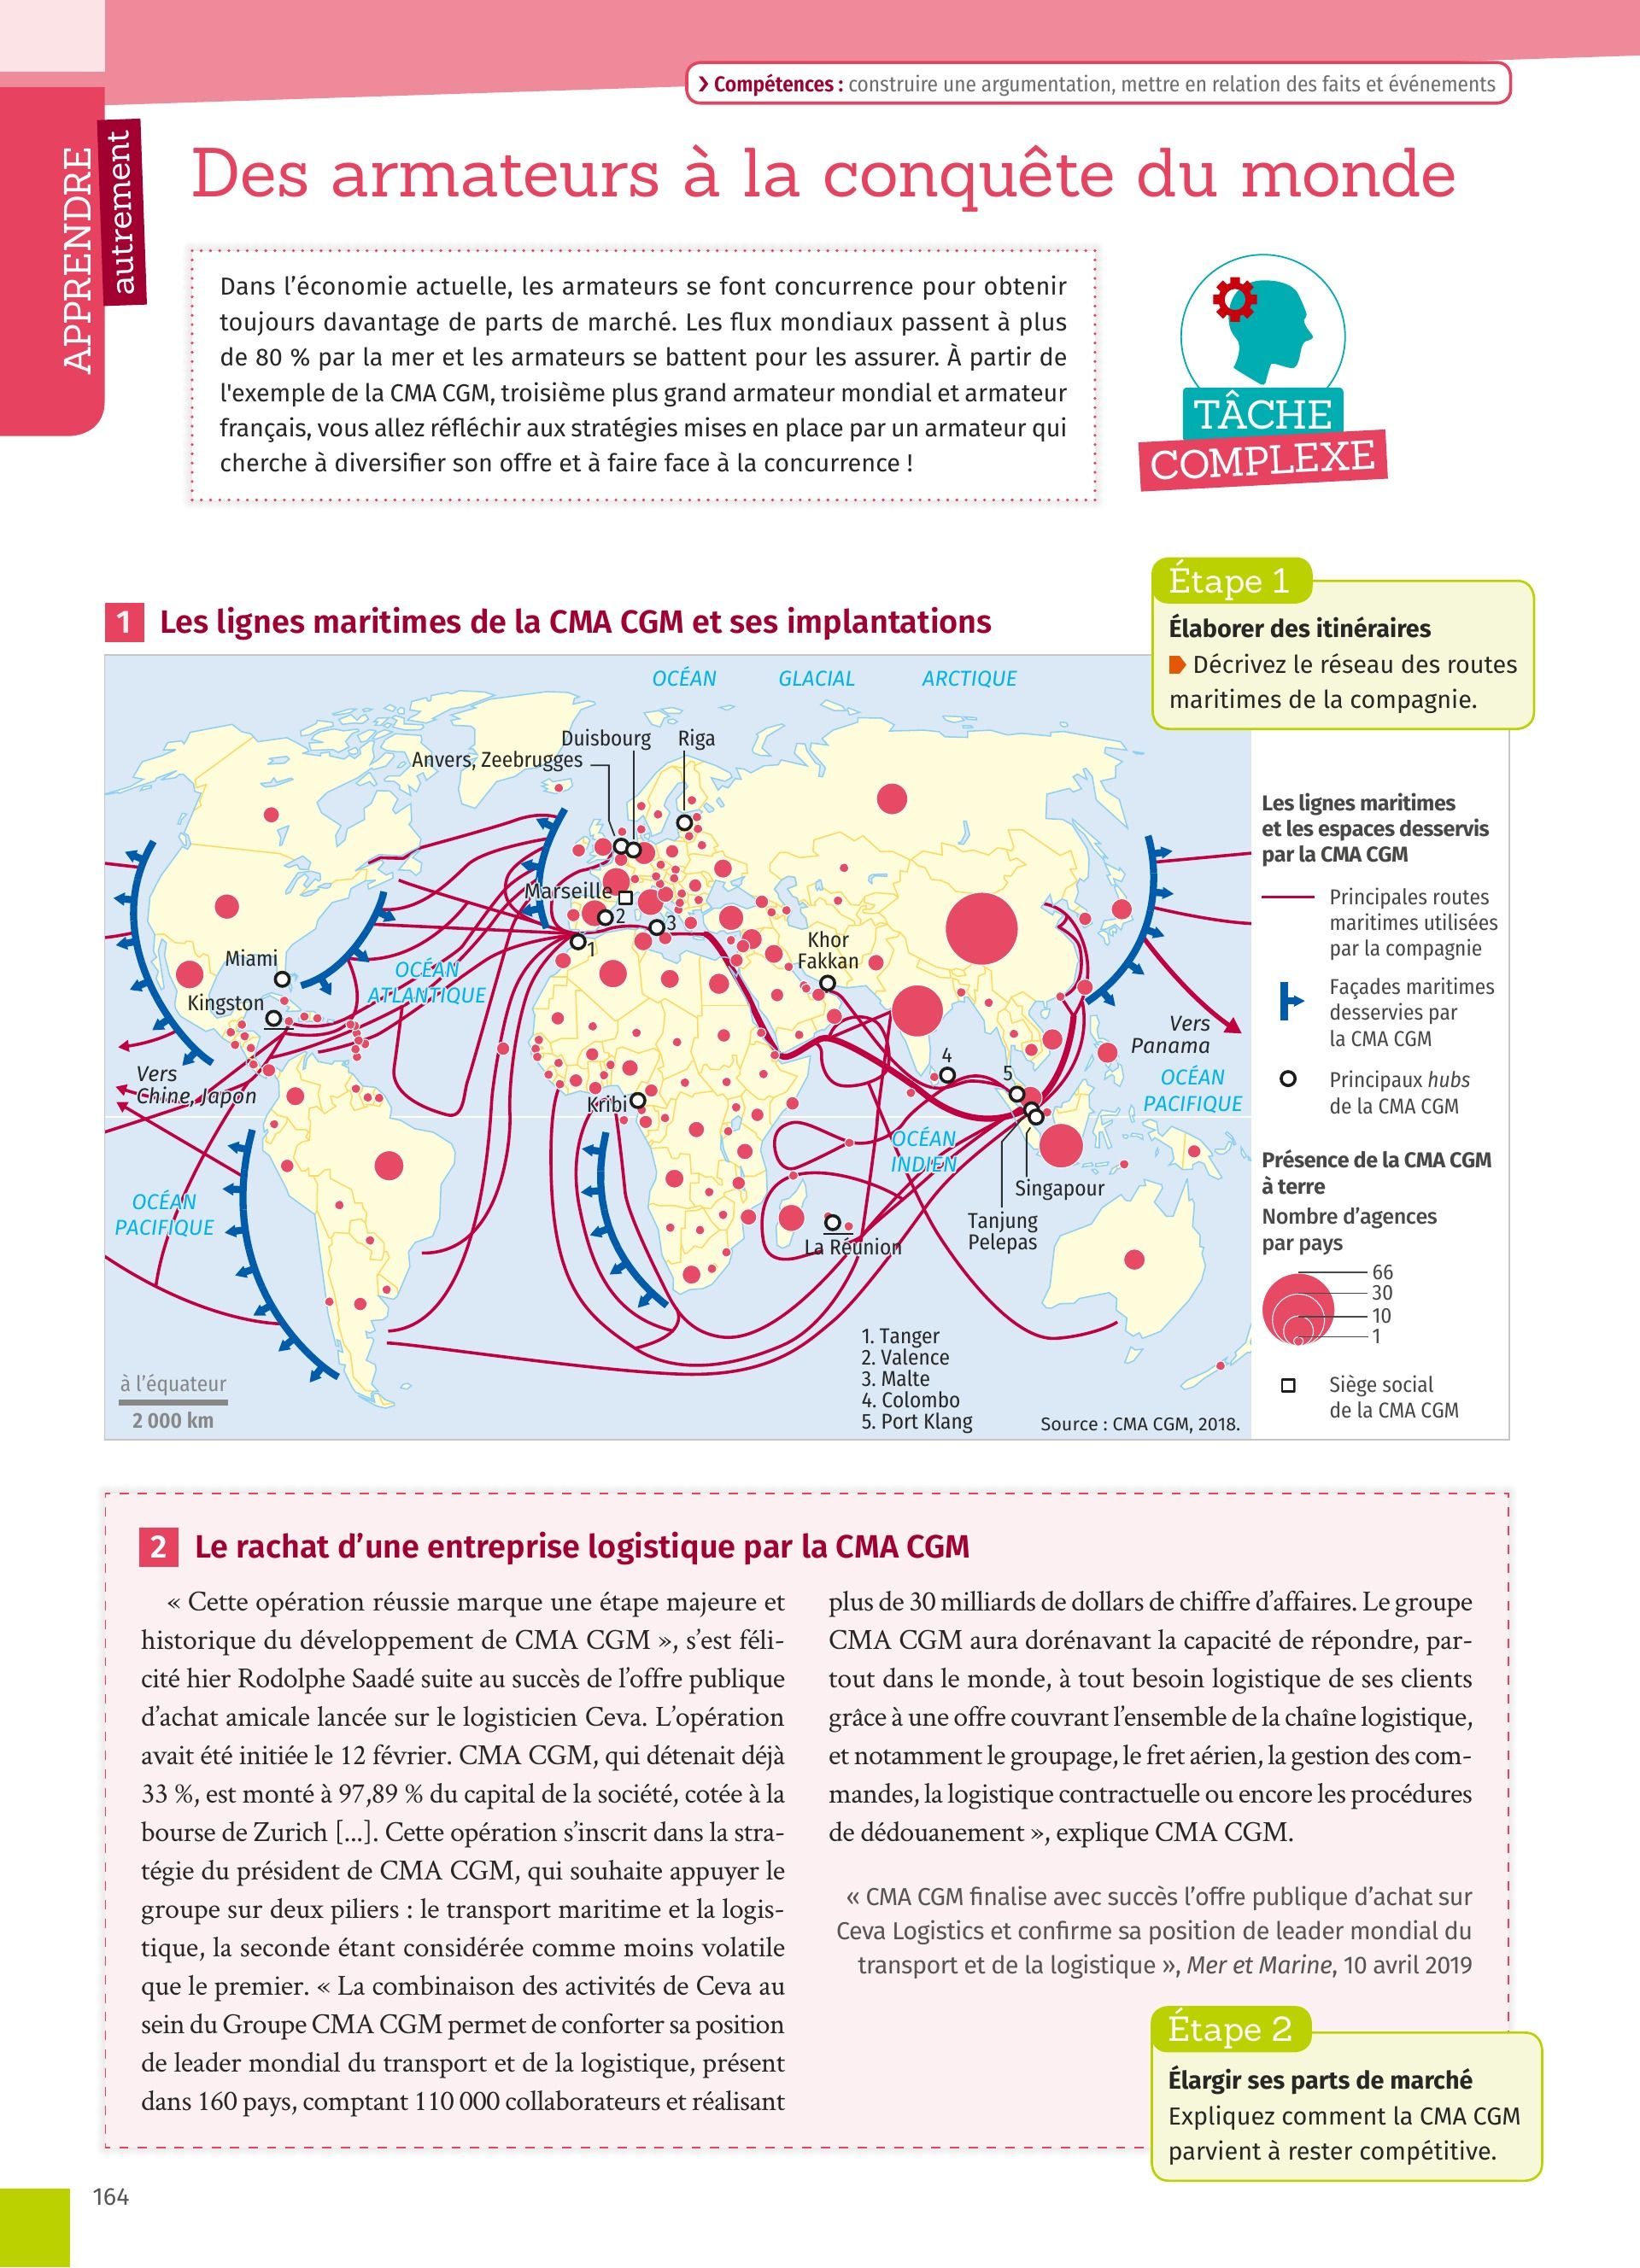 ❯ Compétences : construire une argumentation, mettre en relation des faits et événements
APPRENDRE
autrement
Des armateurs à la conquête du monde
Dans l’économie actuelle, les armateurs se font concurrence pour obtenir
toujours davantage de parts de marché. Les flux mondiaux passent à plus
de 80 % par la mer et les armateurs se battent pour les assurer. À partir de
l'exemple de la CMA CGM, troisième plus grand armateur mondial et armateur
français, vous allez réfléchir aux stratégies mises en place par un armateur qui
cherche à diversifier son offre et à faire face à la concurrence !
TÂCHE
COMPLEXE
Étape 1
Élaborer des itinéraires
Décrivez le réseau des routes
maritimes de la compagnie.
1 Les lignes maritimes de la CMA CGM et ses implantations
OCÉAN GLACIAL ARCTIQUE
Duisbourg
Riga
Anvers, Zeebrugges
Marseille
2
3
1
Khor
Fakkan
Miami
OCÉAN
ATLANTIQUE
Kingston
Vers
Panama
Vers
Chine, Japon
4
5
OCÉAN
PACIFIQUE
Kribi
OCÉAN
INDIEN
Singapour
OCÉAN
PACIFIQUE
Tanjung
Pelepas
La Réunion
1. Tanger
2. Valence
3. Malte
4. Colombo
5. Port Klang
à l’équateur
2 000 km
Source : CMA CGM, 2018.
Les lignes maritimes
et les espaces desservis
par la CMA CGM
Principales routes
maritimes utilisées
par la compagnie
Façades maritimes
desservies par
la CMA CGM
Principaux hubs
de la CMA CGM
Présence de la CMA CGM
à terre
Nombre d’agences
par pays
66
30
10
1
Siège social
de la CMA CGM
2 Le rachat d’une entreprise logistique par la CMA CGM
« Cette opération réussie marque une étape majeure et
historique du développement de CMA CGM », s’est féli-
cité hier Rodolphe Saadé suite au succès de l’offre publique
d’achat amicale lancée sur le logisticien Ceva. L’opération
avait été initiée le 12 février. CMA CGM, qui détenait déjà
33 %, est monté à 97,89 % du capital de la société, cotée à la
bourse de Zurich [...]. Cette opération s’inscrit dans la stra-
tégie du président de CMA CGM, qui souhaite appuyer le
groupe sur deux piliers : le transport maritime et la logis-
tique, la seconde étant considérée comme moins volatile
que le premier. « La combinaison des activités de Ceva au
sein du Groupe CMA CGM permet de conforter sa position
de leader mondial du transport et de la logistique, présent
dans 160 pays, comptant 110 000 collaborateurs et réalisant
plus de 30 milliards de dollars de chiffre d’affaires. Le groupe
CMA CGM aura dorénavant la capacité de répondre, par-
tout dans le monde, à tout besoin logistique de ses clients
grâce à une offre couvrant l’ensemble de la chaîne logistique,
et notamment le groupage, le fret aérien, la gestion des com-
mandes, la logistique contractuelle ou encore les procédures
de dédouanement », explique CMA CGM.
« CMA CGM finalise avec succès l’offre publique d’achat sur
Ceva Logistics et confirme sa position de leader mondial du
transport et de la logistique », Mer et Marine, 10 avril 2019
Étape 2
Élargir ses parts de marché
Expliquez comment la CMA CGM
parvient à rester compétitive.
164